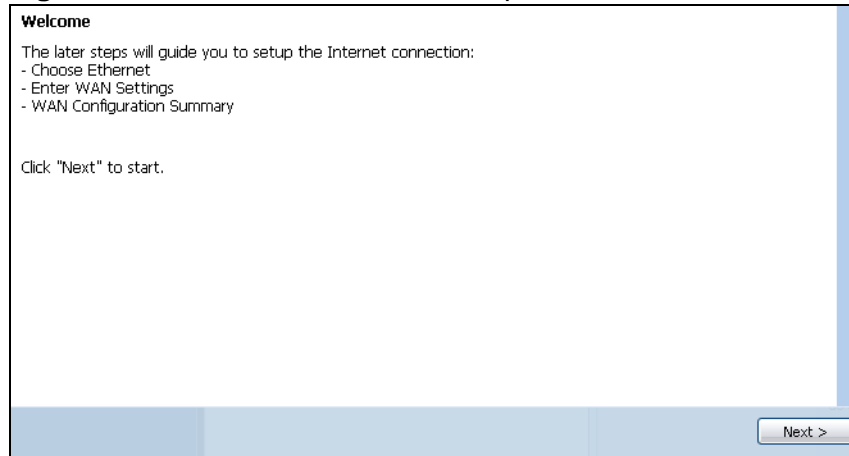 Welcome
The later steps will guide you to setup the Internet connection:
- Choose Ethernet
- Enter WAN Settings
- WAN Configuration Summary
Click "Next" to start.
Next >